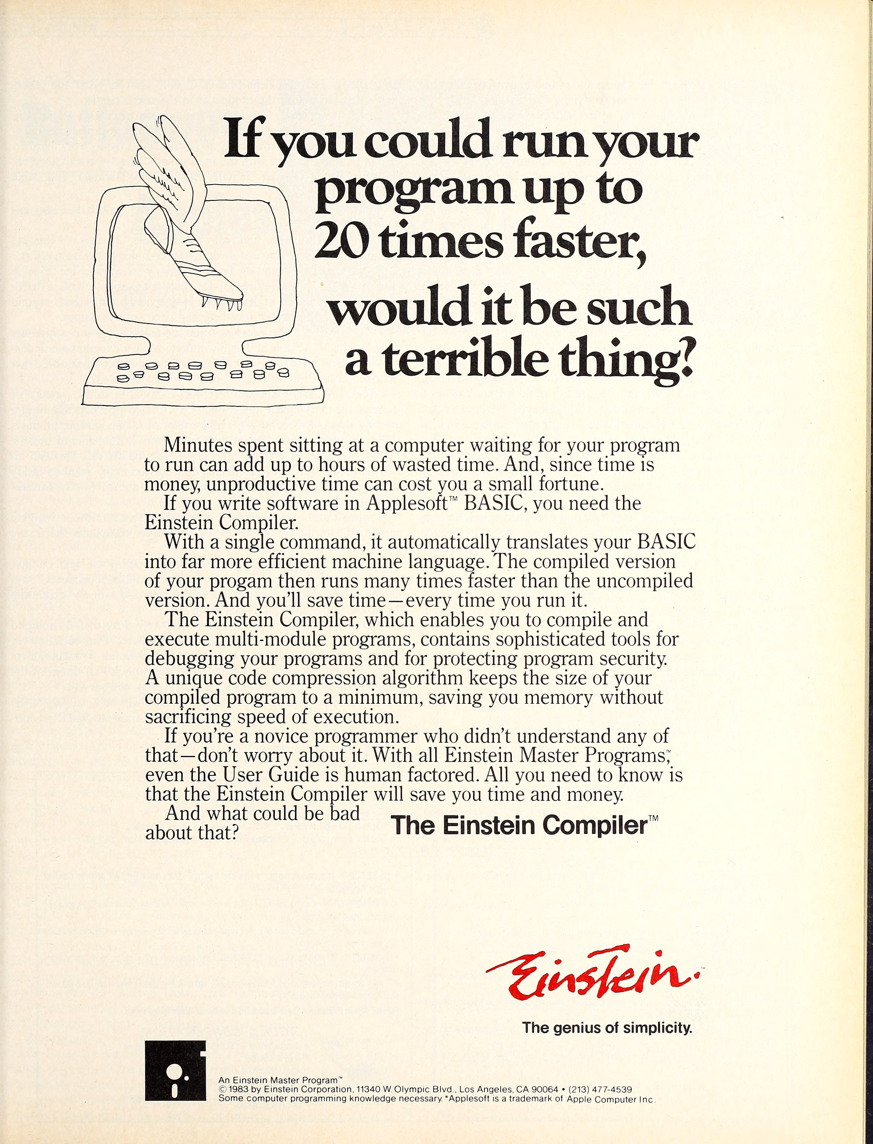 If you could run your
program up to
20 times faster,
would it be such
a terrible thing?
Minutes spent sitting at a computer waiting for your program
to run can add up to hours of wasted time. And, since time is
money, unproductive time can cost you a small fortune.
If you write software in Applesoft™ BASIC, you need the
Einstein Compiler.
With a single command, it automatically translates your BASIC
into far more efficient machine language. The compiled version
of your progam then runs many times faster than the uncompiled
version. And you'll save time—every time you run it.
The Einstein Compiler, which enables you to compile and
execute multi-module programs, contains sophisticated tools for
debugging your programs and for protecting program security.
A unique code compression algorithm keeps the size of your
compiled program to a minimum, saving you memory without
sacrificing speed of execution.
If you're a novice programmer who didn't understand any of
that—don't worry about it. With all Einstein Master Programs,™
even the User Guide is human factored. All you need to know is
that the Einstein Compiler will save you time and money.
And what could be bad
about that?
The Einstein Compiler™
Einstein.™
The genius of simplicity.
An Einstein Master Program™
© 1983 by Einstein Corporation, 11340 W. Olympic Blvd., Los Angeles, CA 90064 • (213) 477-4539
Some computer programming knowledge necessary. *Applesoft is a trademark of Apple Computer Inc.